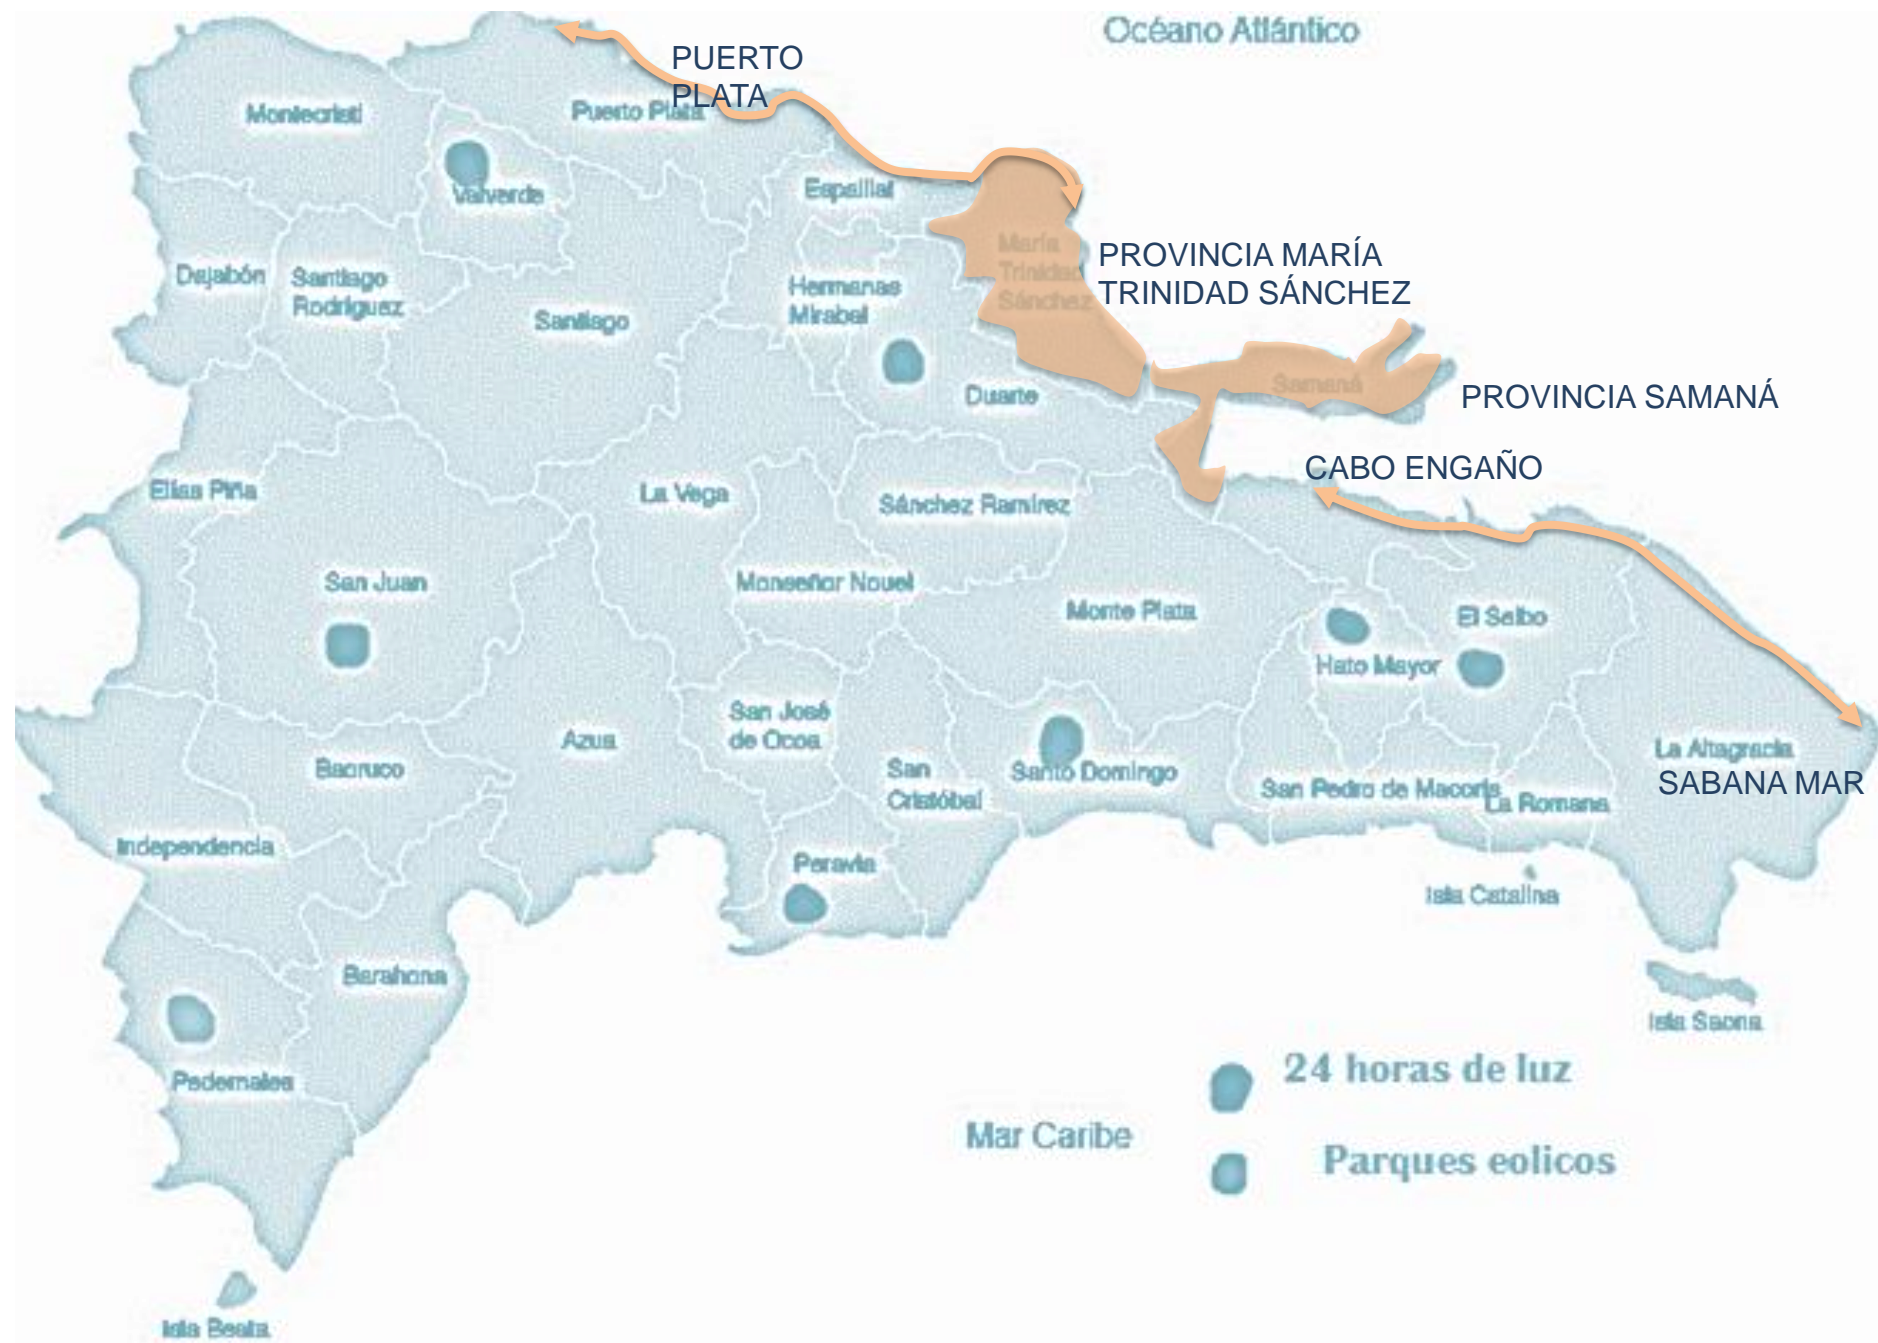 Océano Atlántico
PUERTO
PLATA
Montecristi
Puerto Plata
Valverde
Espaillat
María
Trinidad
Sánchez
PROVINCIA MARÍA
TRINIDAD SÁNCHEZ
Dajabón
Santiago
Rodríguez
Hermanas
Mirabal
Santiago
Samaná
Duarte
PROVINCIA SAMANÁ
CABO ENGAÑO
Elías Piña
La Vega
Sánchez Ramírez
San Juan
Monseñor Nouel
Monte Plata
El Seibo
Hato Mayor
San José
de Ocoa
Azua
La Altagracia
Baoruco
San
Cristóbal
Santo Domingo
SABANA MAR
San Pedro de Macorís
La Romana
Independencia
Peravia
Isla Catalina
Barahona
Isla Saona
Pedernales
24 horas de luz
Mar Caribe
Parques eolicos
Isla Beata